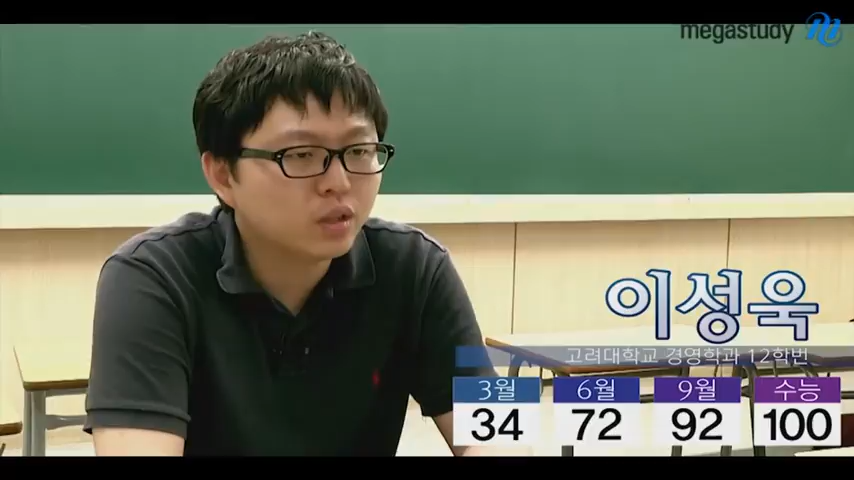 megastudy
이성욱
고려대학교 경영학과 12학번
3월 6월 9월 수능
34 72 92 100